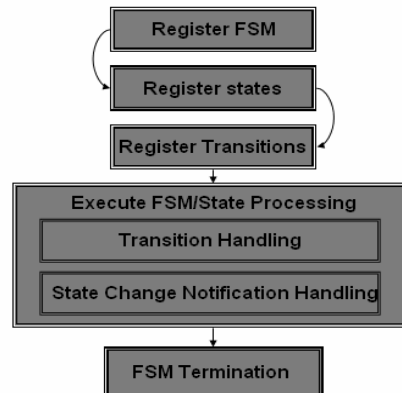 Register FSM
Register states
Register Transitions
Execute FSM/State Processing
Transition Handling
State Change Notification Handling
FSM Termination